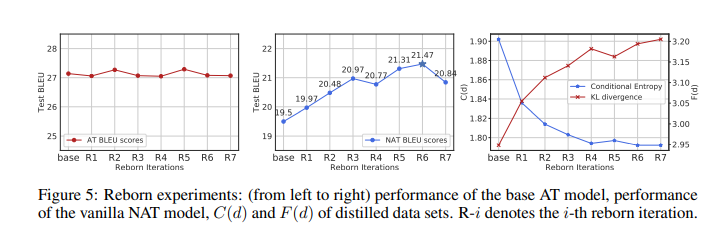 28
27
26
25
Test BLEU
AT BLEU scores
base R1 R2 R3 R4 R5 R6 R7
Reborn Iterations
22
21
20
19
Test BLEU
19.5 19.97 20.48 20.97 20.77 21.31 21.47 20.84
NAT BLEU scores
base R1 R2 R3 R4 R5 R6 R7
Reborn Iterations
1.90
1.88
1.86
1.84
1.82
1.80
C(d)
Conditional Entropy
KL divergence
3.20
3.15
3.10
3.05
3.00
2.95
F(d)
base R1 R2 R3 R4 R5 R6 R7
Reborn Iterations
Figure 5: Reborn experiments: (from left to right) performance of the base AT model, performance
of the vanilla NAT model, C(d) and F(d) of distilled data sets. R-i denotes the i-th reborn iteration.